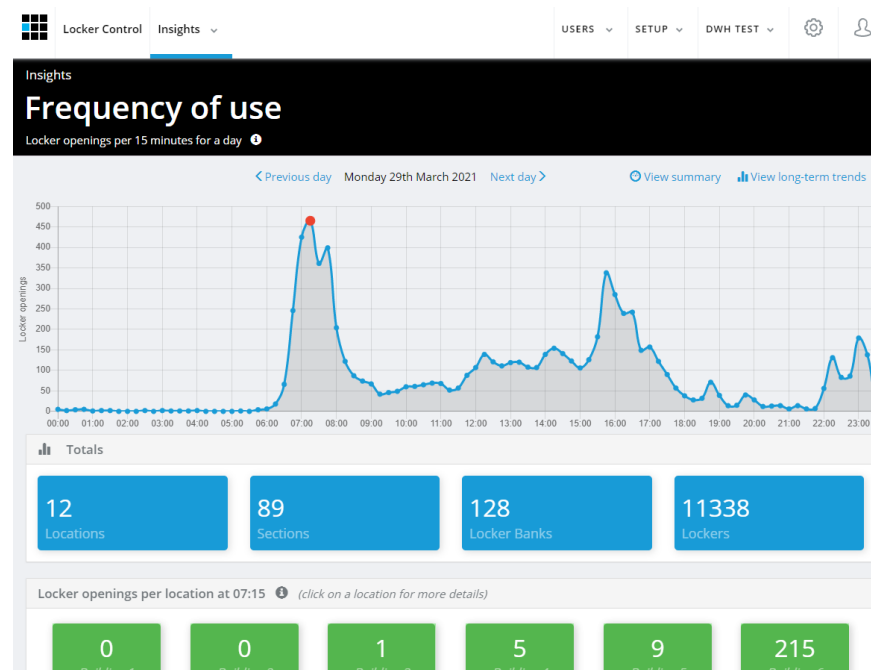 Locker Control Insights USERS SETUP DWH TEST
Insights
Frequency of use
Locker openings per 15 minutes for a day
Previous day Monday 29th March 2021 Next day View summary View long-term trends
500
450
400
350
300
250
200
150
100
50
0
Locker openings
00:00 01:00 02:00 03:00 04:00 05:00 06:00 07:00 08:00 09:00 10:00 11:00 12:00 13:00 14:00 15:00 16:00 17:00 18:00 19:00 20:00 21:00 22:00 23:00
Totals
12 89 128 11338
Locations Sections Locker Banks Lockers
Locker openings per location at 07:15 (click on a location for more details)
0 0 1 5 9 215